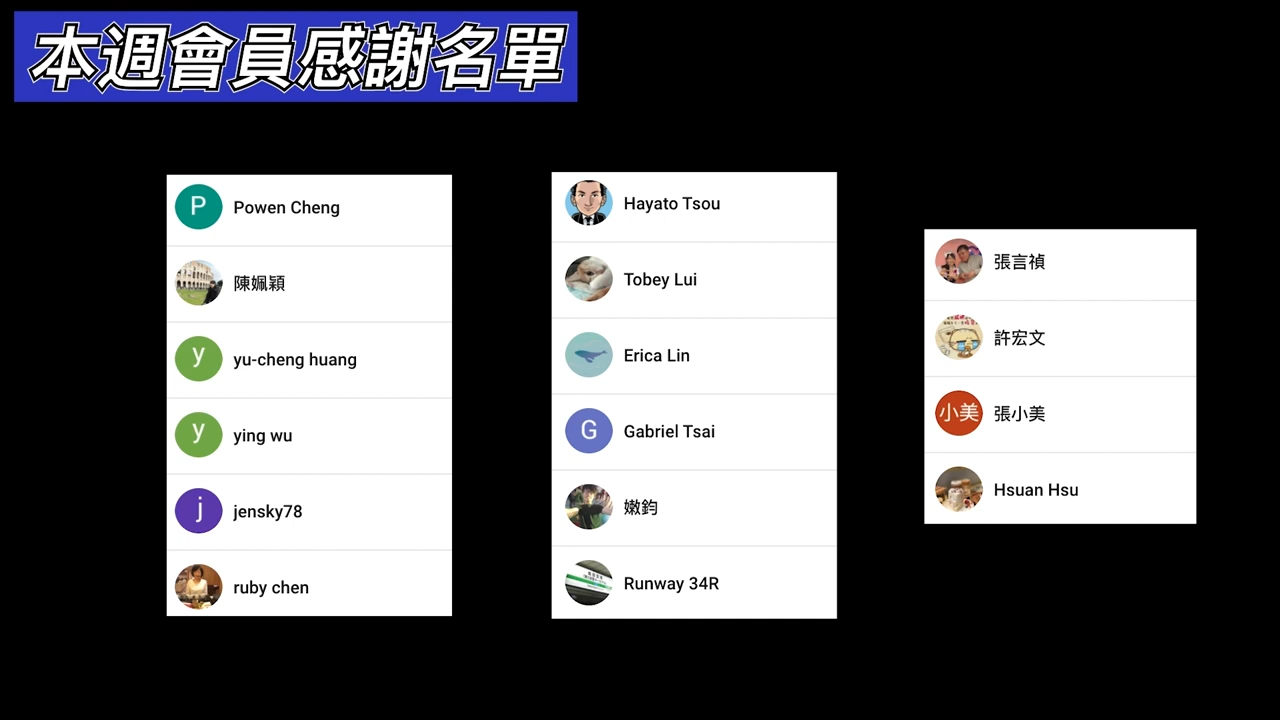 本週會員感謝名單
P
Powen Cheng
陳姵穎
y
yu-cheng huang
y
ying wu
j
jensky78
ruby chen
Hayato Tsou
Tobey Lui
Erica Lin
G
Gabriel Tsai
嫩鈞
Runway 34R
張言禎
許宏文
小美
張小美
Hsuan Hsu